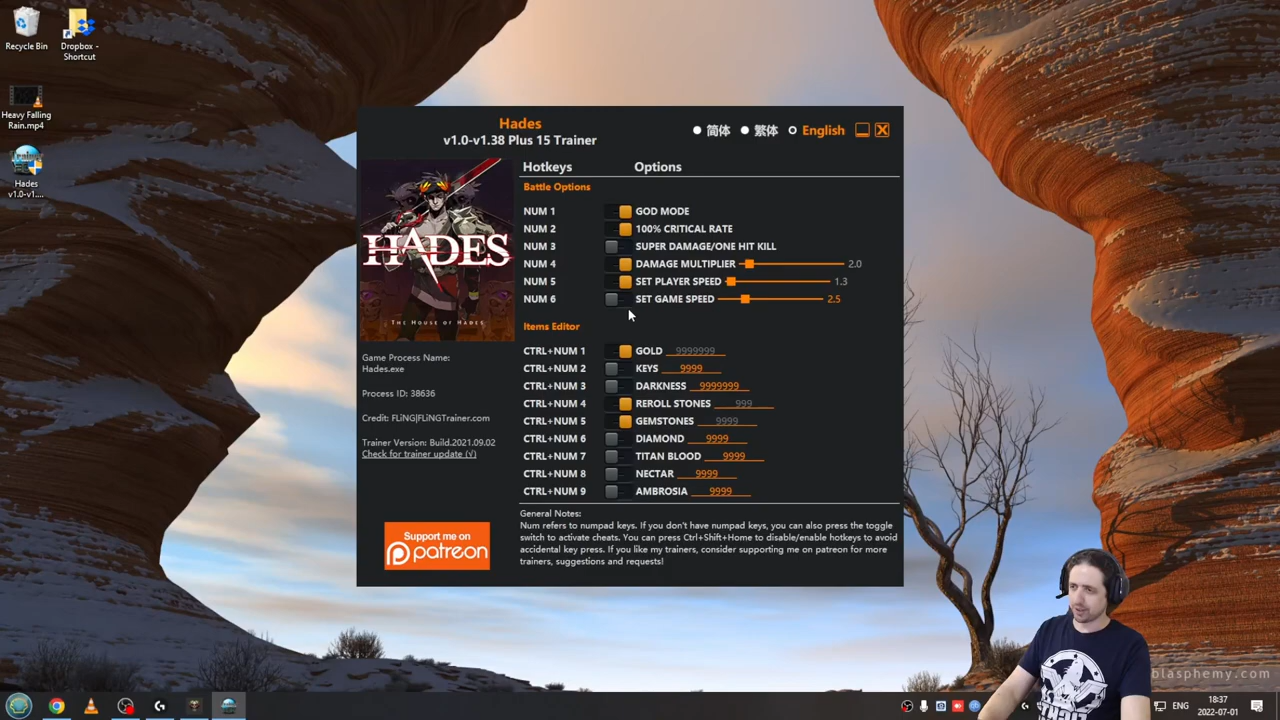 Recycle Bin
Dropbox -
Shortcut
Heavy Falling
Rain.mp4
Hades
v1.0-v1....
Hades
v1.0-v1.38 Plus 15 Trainer
简体
繁体
English
HADES
THE HOUSE OF HADES
Game Process Name:
Hades.exe
Process ID: 38636
Credit: FLiNG|FLiNGTrainer.com
Trainer Version: Build.2021.09.02
Check for trainer update (√)
Support me on
patreon
Hotkeys Options
Battle Options
NUM 1 GOD MODE
NUM 2 100% CRITICAL RATE
NUM 3 SUPER DAMAGE/ONE HIT KILL
NUM 4 DAMAGE MULTIPLIER 2.0
NUM 5 SET PLAYER SPEED 1.3
NUM 6 SET GAME SPEED 2.5
Items Editor
CTRL+NUM 1 GOLD 9999999
CTRL+NUM 2 KEYS 9999
CTRL+NUM 3 DARKNESS 9999999
CTRL+NUM 4 REROLL STONES 999
CTRL+NUM 5 GEMSTONES 9999
CTRL+NUM 6 DIAMOND 9999
CTRL+NUM 7 TITAN BLOOD 9999
CTRL+NUM 8 NECTAR 9999
CTRL+NUM 9 AMBROSIA 9999
General Notes:
Num refers to numpad keys. If you don't have numpad keys, you can also press the toggle
switch to activate cheats. You can press Ctrl+Shift+Home to disable/enable hotkeys to avoid
accidental key press. If you like my trainers, consider supporting me on patreon for more
trainers, suggestions and requests!
blasphemy.com
ENG
18:37
2022-07-01